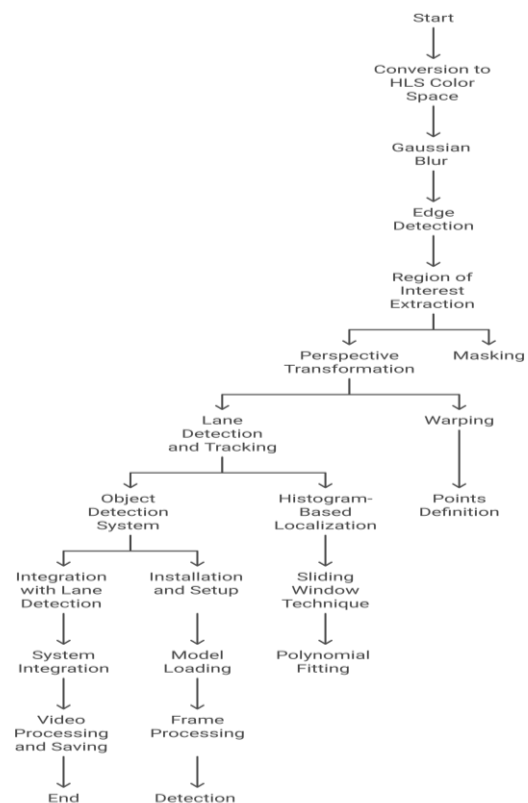 Start
Conversion to
HLS Color
Space
Gaussian
Blur
Edge
Detection
Region of
Interest
Extraction
Perspective
Transformation
Masking
Lane
Detection
and Tracking
Warping
Object
Detection
System
Histogram-
Based
Localization
Points
Definition
Integration
with Lane
Detection
Installation
and Setup
Sliding
Window
Technique
System
Integration
Model
Loading
Polynomial
Fitting
Video
Processing
and Saving
Frame
Processing
End
Detection